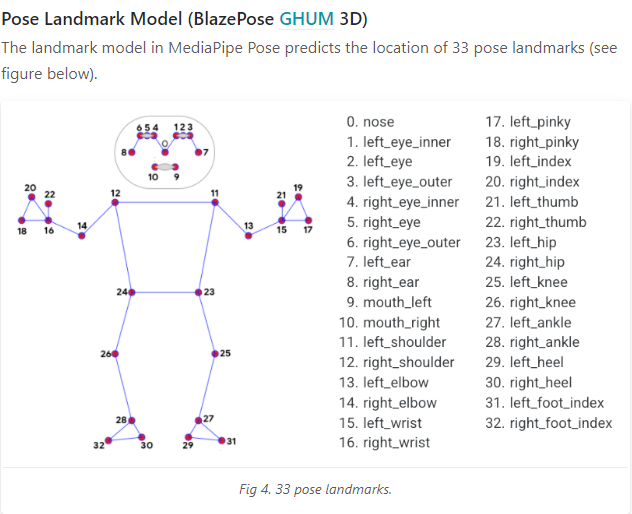 Pose Landmark Model (BlazePose GHUM 3D)
The landmark model in MediaPipe Pose predicts the location of 33 pose landmarks (see
figure below).
6 5 4 1 2 3
0
8 7
10 9
20 22
18 16 14
12 11
21 19
13 15 17
24 23
26 25
28 27
32 30 29 31
0. nose
1. left_eye_inner
2. left_eye
3. left_eye_outer
4. right_eye_inner
5. right_eye
6. right_eye_outer
7. left_ear
8. right_ear
9. mouth_left
10. mouth_right
11. left_shoulder
12. right_shoulder
13. left_elbow
14. right_elbow
15. left_wrist
16. right_wrist
17. left_pinky
18. right_pinky
19. left_index
20. right_index
21. left_thumb
22. right_thumb
23. left_hip
24. right_hip
25. left_knee
26. right_knee
27. left_ankle
28. right_ankle
29. left_heel
30. right_heel
31. left_foot_index
32. right_foot_index
Fig 4. 33 pose landmarks.